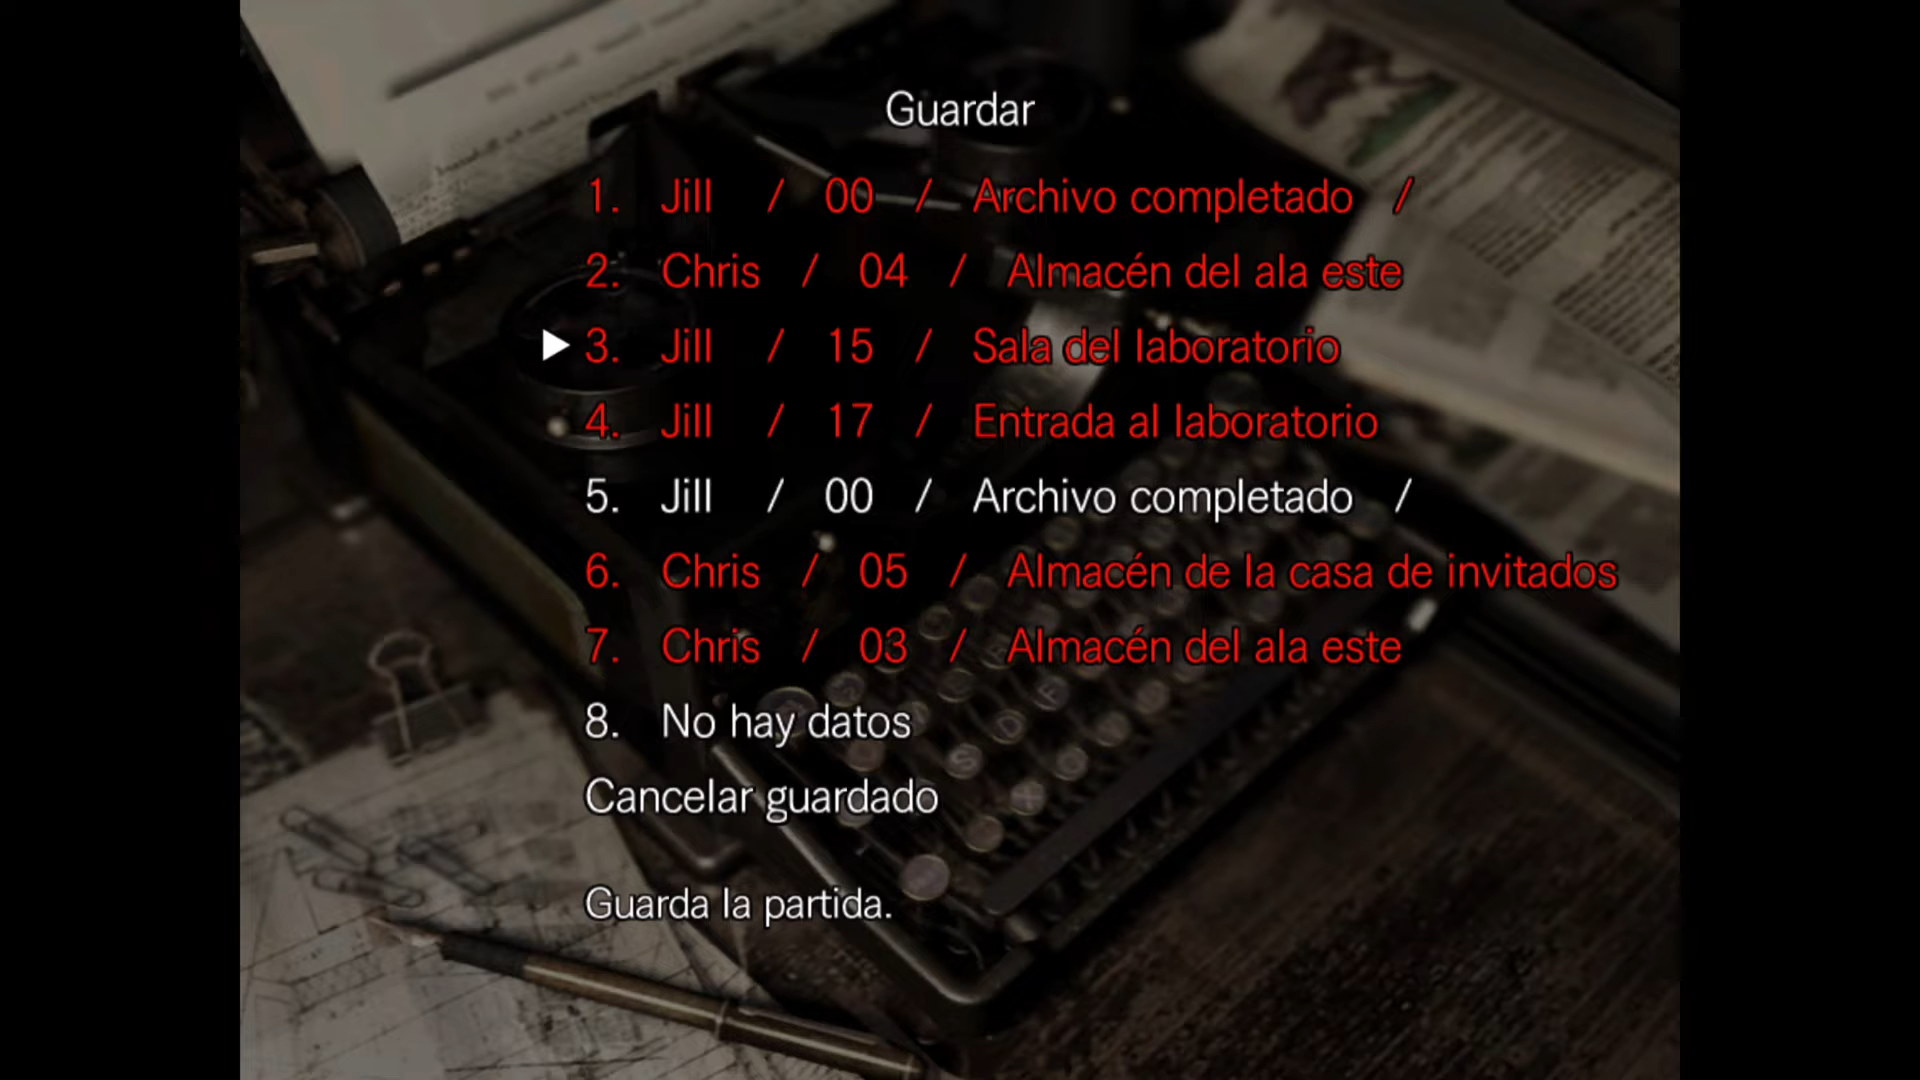 Guardar
1. Jill / 00 / Archivo completado /
2. Chris / 04 / Almacén del ala este
3. Jill / 15 / Sala del laboratorio
4. Jill / 17 / Entrada al laboratorio
5. Jill / 00 / Archivo completado /
6. Chris / 05 / Almacén de la casa de invitados
7. Chris / 03 / Almacén del ala este
8. No hay datos
Cancelar guardado
Guarda la partida.